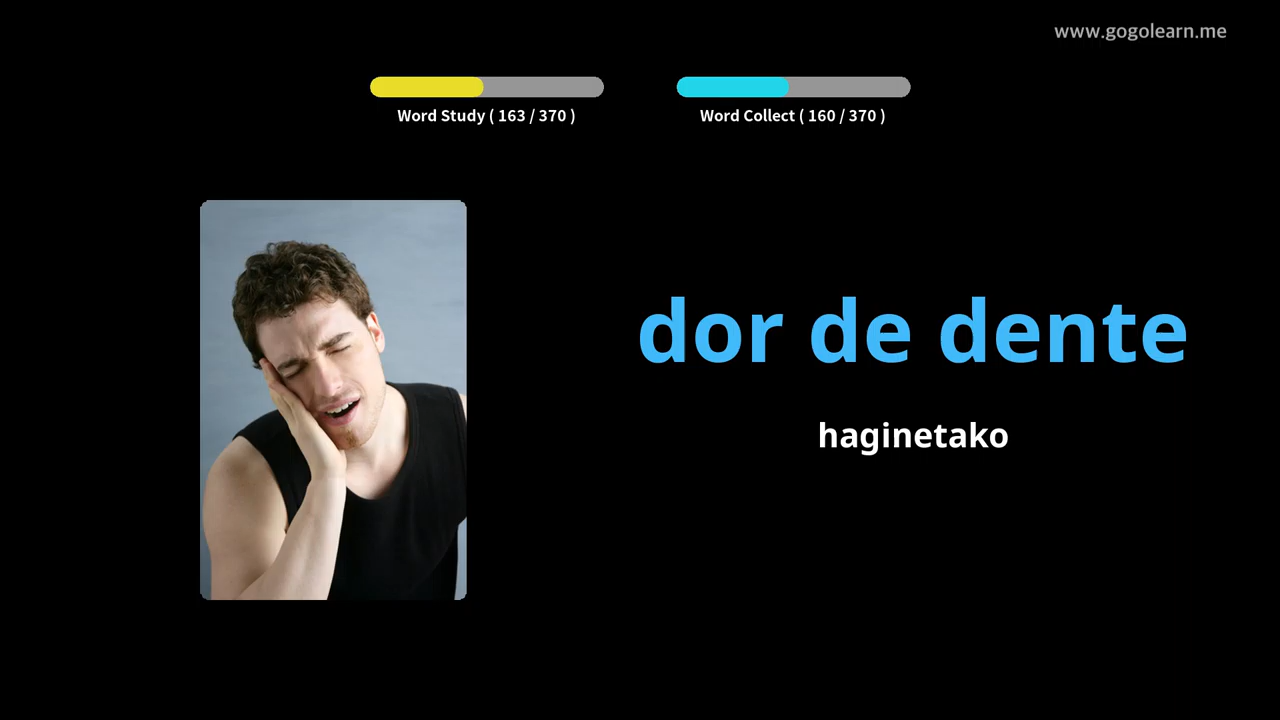 www.gogolearn.me
Word Study ( 163 / 370 )
Word Collect ( 160 / 370 )
dor de dente
haginetako